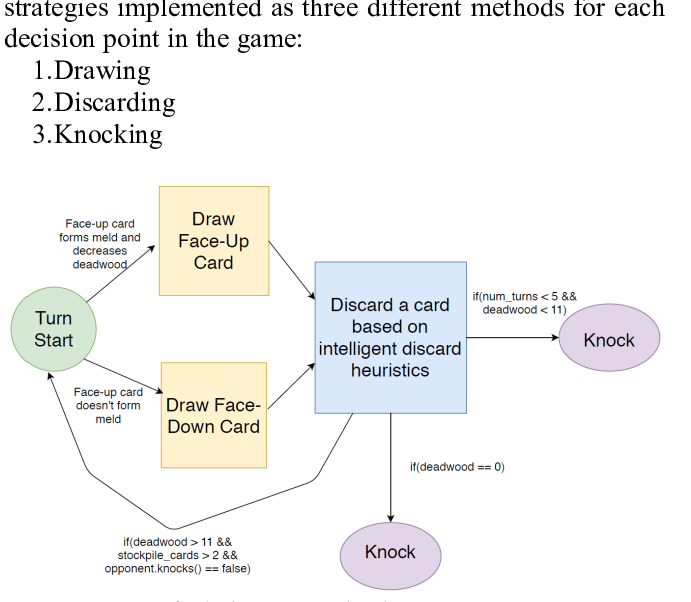 strategies implemented as three different methods for each
decision point in the game:
1.Drawing
2.Discarding
3.Knocking
Face-up card
forms meld and
decreases
deadwood
Draw
Face-Up
Card
Turn
Start
Discard a card
based on
intelligent discard
heuristics
if(num_turns < 5 &&
deadwood < 11)
Knock
Face-up card
doesn't form
meld
Draw Face-
Down Card
if(deadwood == 0)
if(deadwood > 11 &&
stockpile_cards > 2 &&
opponent.knocks() == false)
Knock